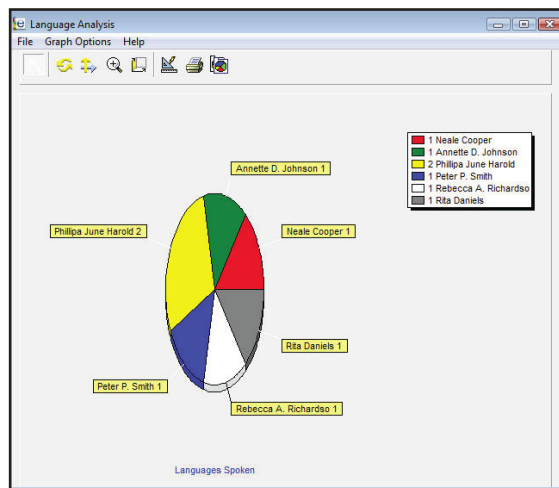 Language Analysis
File Graph Options Help
1 Neale Cooper
1 Annette D. Johnson
2 Phillipa June Harold
1 Peter P. Smith
1 Rebecca A. Richardso
1 Rita Daniels
Annette D. Johnson 1
Phillipa June Harold 2
Neale Cooper 1
Rita Daniels 1
Peter P. Smith 1
Rebecca A. Richardso 1
Languages Spoken